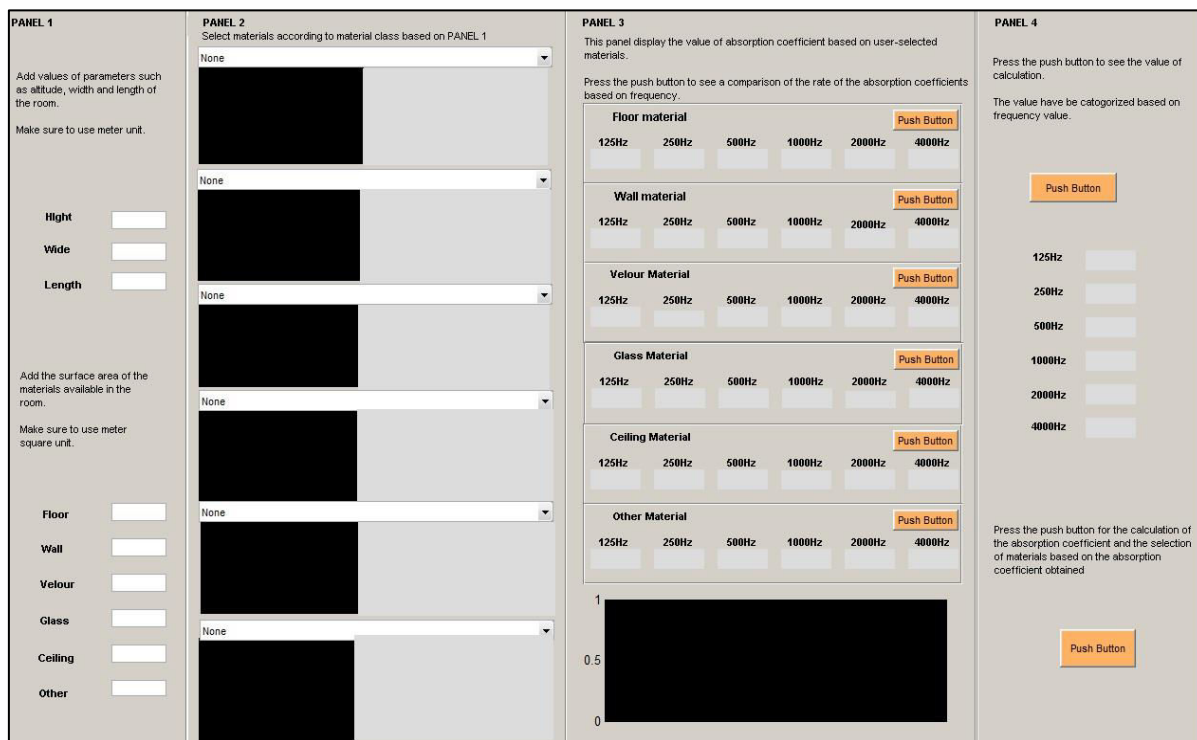 PANEL 1
Add values of parameters such
as altitude, width and length of
the room.
Make sure to use meter unit.
HIght
Wide
Length
Add the surface area of the
materials available in the
room.
Make sure to use meter
square unit.
Floor
Wall
Velour
Glass
Ceiling
Other
PANEL 2
Select materials according to material class based on PANEL 1
None
None
None
None
None
None
PANEL 3
This panel display the value of absorption coefficient based on user-selected
materials.
Press the push button to see a comparison of the rate of the absorption coefficients
based on frequency.
Floor material Push Button
125Hz 250Hz 500Hz 1000Hz 2000Hz 4000Hz
Wall material Push Button
125Hz 250Hz 500Hz 1000Hz 2000Hz 4000Hz
Velour Material Push Button
125Hz 250Hz 500Hz 1000Hz 2000Hz 4000Hz
Glass Material Push Button
125Hz 250Hz 500Hz 1000Hz 2000Hz 4000Hz
Ceiling Material Push Button
125Hz 250Hz 500Hz 1000Hz 2000Hz 4000Hz
Other Material Push Button
125Hz 250Hz 500Hz 1000Hz 2000Hz 4000Hz
1
0.5
0
PANEL 4
Press the push button to see the value of
calculation.
The value have be catogorized based on
frequency value.
Push Button
125Hz
250Hz
500Hz
1000Hz
2000Hz
4000Hz
Press the push button for the calculation of
the absorption coefficient and the selection
of materials based on the absorption
coefficient obtained
Push Button